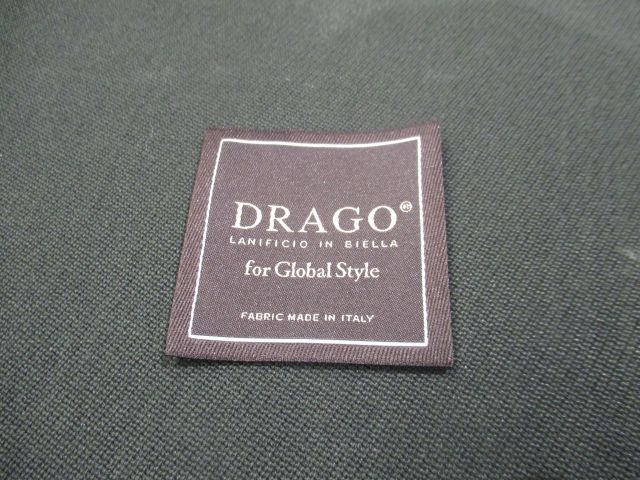 DRAGO®
LANIFICIO IN BIELLA
for Global Style
FABRIC MADE IN ITALY